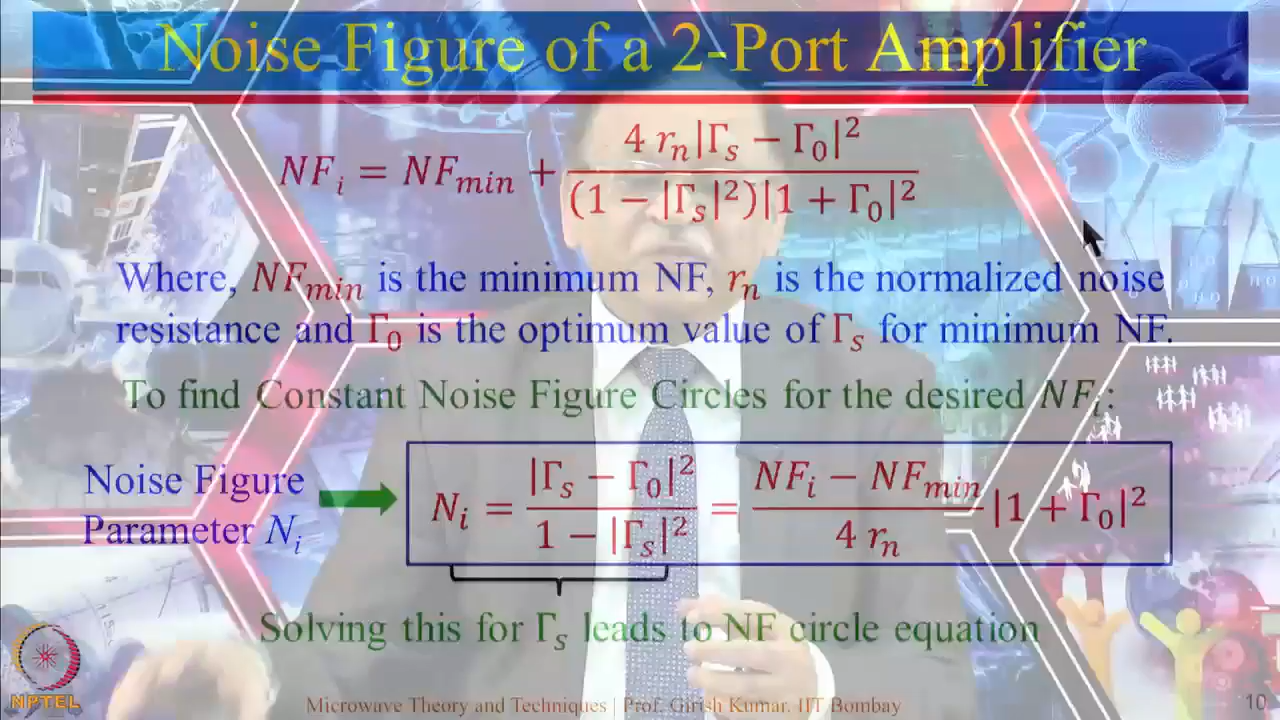 Noise Figure of a 2-Port Amplifier
NF_i = NF_min + 4 r_n|Γ_s − Γ_0|² / (1 − |Γ_s|²)|1 + Γ_0|²
Where, NF_min is the minimum NF, r_n is the normalized noise
resistance and Γ_0 is the optimum value of Γ_s for minimum NF.
To find Constant Noise Figure Circles for the desired NF_i:
Noise Figure
Parameter N_i
N_i = |Γ_s − Γ_0|² / 1 − |Γ_s|² = NF_i − NF_min / 4 r_n |1 + Γ_0|²
Solving this for Γ_s leads to NF circle equation
NPTEL
Microwave Theory and Techniques | Prof. Girish Kumar. IIT Bombay
10